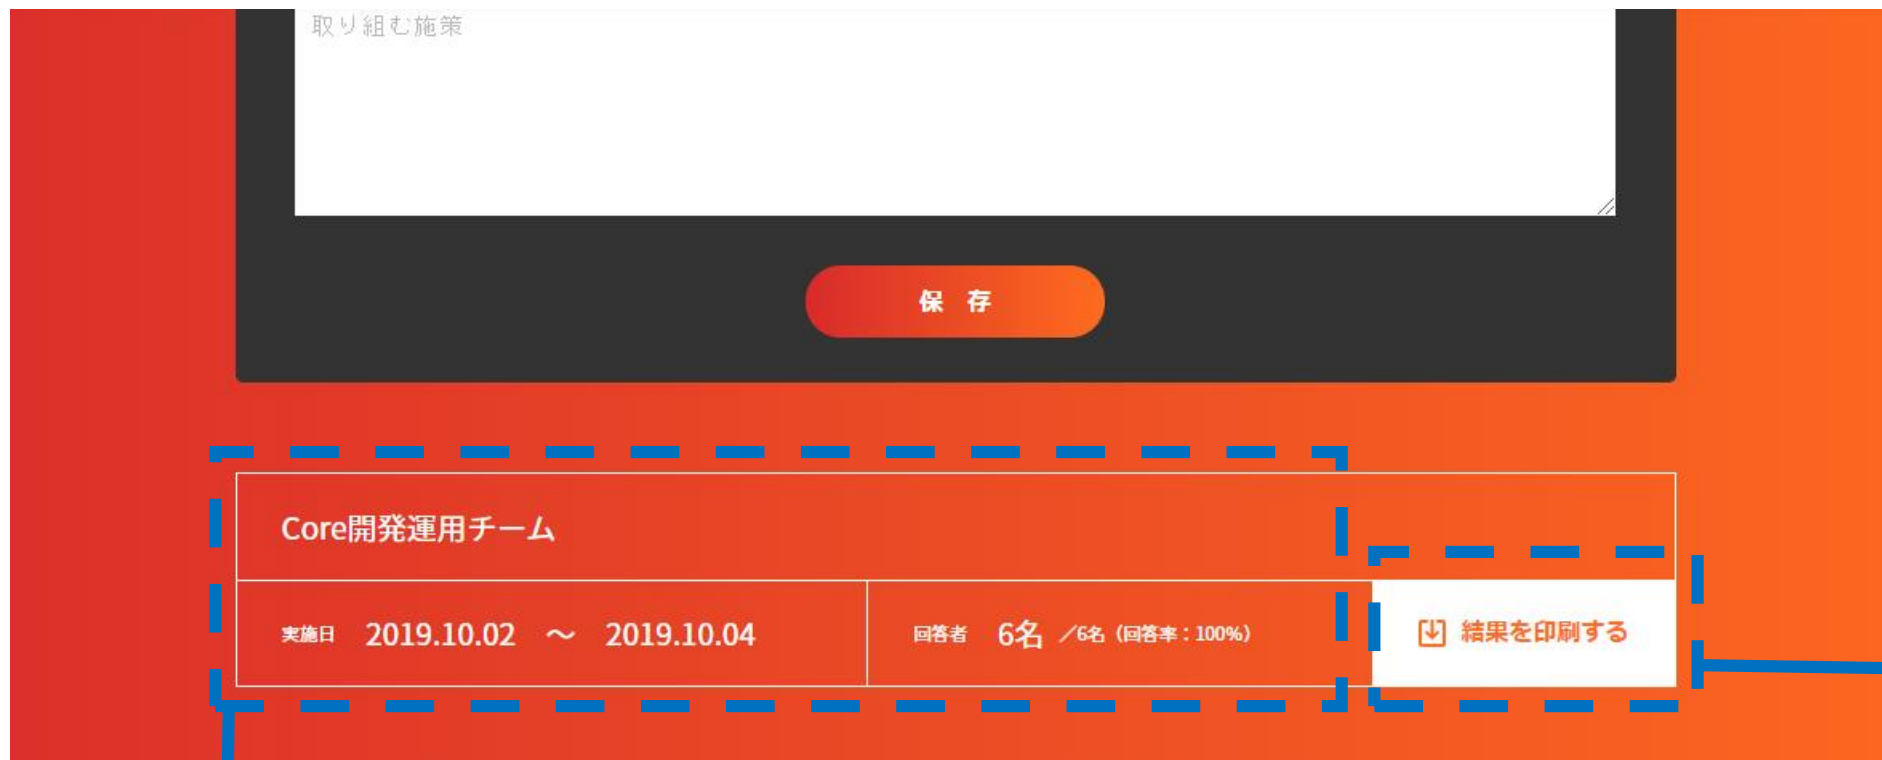 取り組む施策
保 存
Core開発運用チーム
実施日 2019.10.02 ～ 2019.10.04 回答者 6名 ／6名（回答率：100%） 結果を印刷する